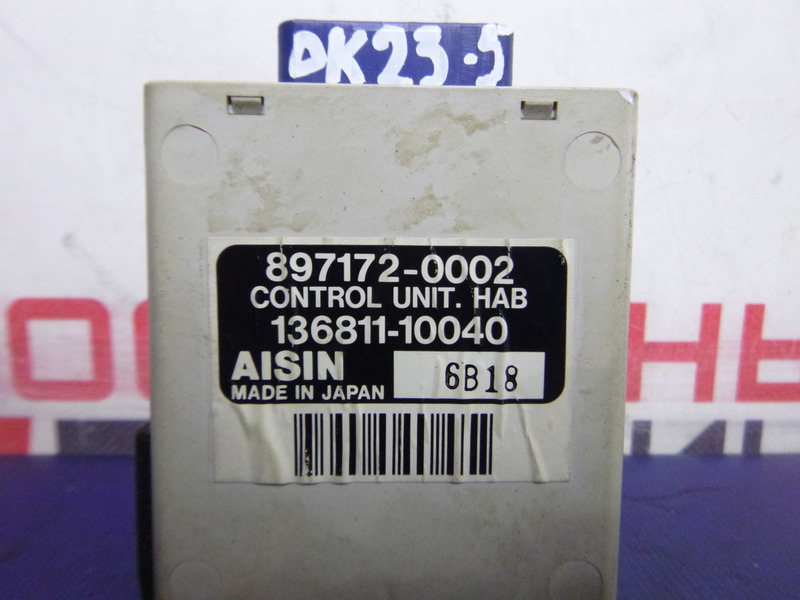 DK23-5
897172-0002
CONTROL UNIT. HAB
136811-10040
AISIN
6B18
MADE IN JAPAN